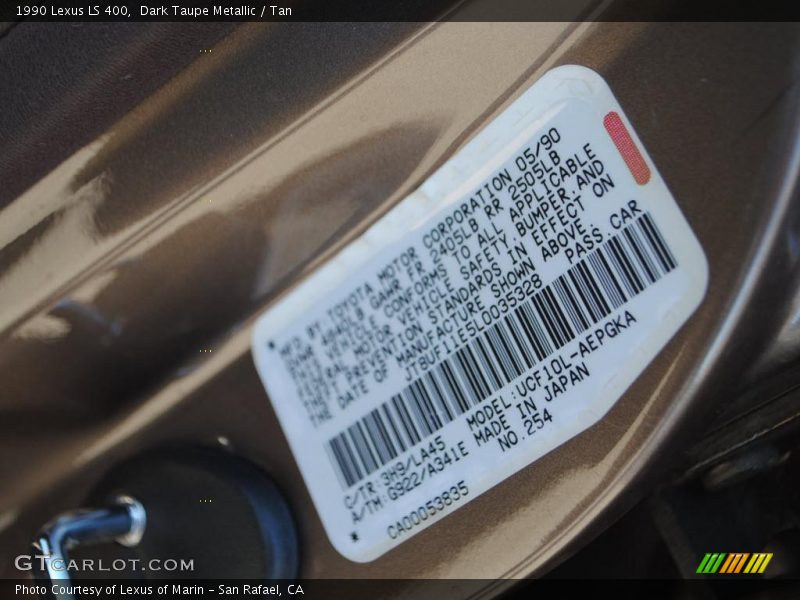 1990 Lexus LS 400, Dark Taupe Metallic / Tan
MFD BY TOYOTA MOTOR CORPORATION 05/90
GVWR 4840LB GAWR FR 2405LB RR 2505LB
THIS VEHICLE CONFORMS TO ALL APPLICABLE
FEDERAL MOTOR VEHICLE SAFETY, BUMPER, AND
THEFT PREVENTION STANDARDS IN EFFECT ON
THE DATE OF MANUFACTURE SHOWN ABOVE.
JT8UF11E5L0035328 PASS.CAR
C/TR:3M9/LA45 MODEL:UCF10L-AEPGKA
A/TM:G922/A341E MADE IN JAPAN
NO.254
CA00053835
GTCARLOT.COM
Photo Courtesy of Lexus of Marin - San Rafael, CA